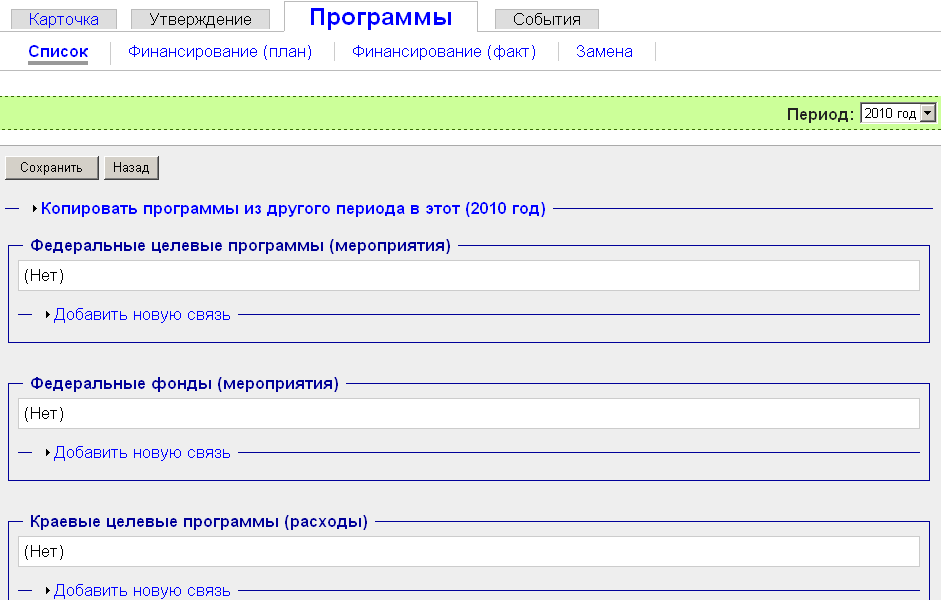 Карточка Утверждение Программы События
Список Финансирование (план) Финансирование (факт) Замена
Период: 2010 год
Сохранить Назад
Копировать программы из другого периода в этот (2010 год)
Федеральные целевые программы (мероприятия)
(Нет)
Добавить новую связь
Федеральные фонды (мероприятия)
(Нет)
Добавить новую связь
Краевые целевые программы (расходы)
(Нет)
Добавить новую связь